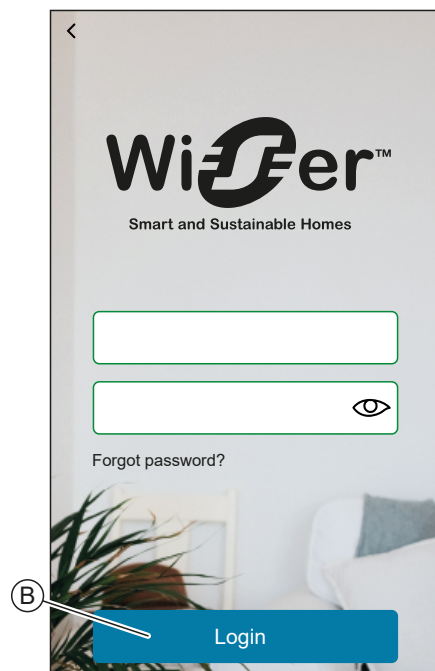 Wiser™
Smart and Sustainable Homes
Forgot password?
B
Login